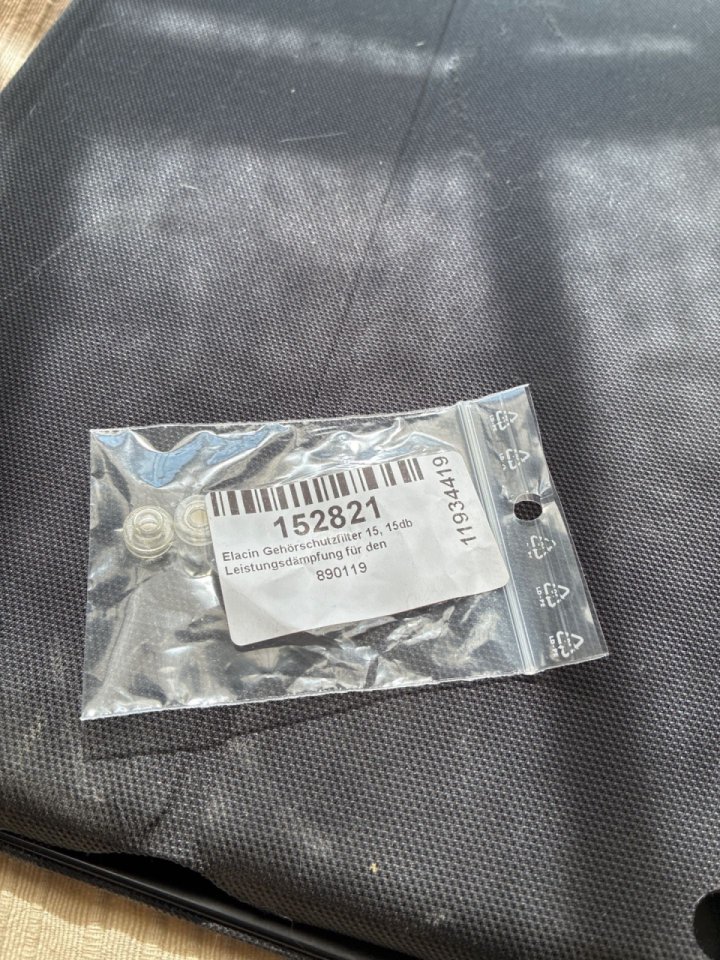 152821
Elacin Gehörschutzfilter 15, 15db
Leistungsdämpfung für den
890119
11934419